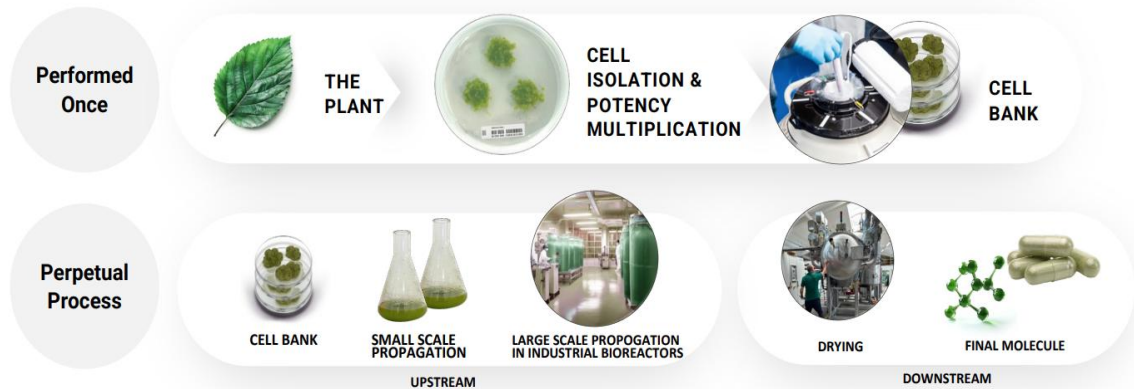 Performed
Once
THE
PLANT
CELL
ISOLATION &
POTENCY
MULTIPLICATION
CELL
BANK
Perpetual
Process
CELL BANK
SMALL SCALE
PROPAGATION
LARGE SCALE PROPOGATION
IN INDUSTRIAL BIOREACTORS
UPSTREAM
DRYING
FINAL MOLECULE
DOWNSTREAM